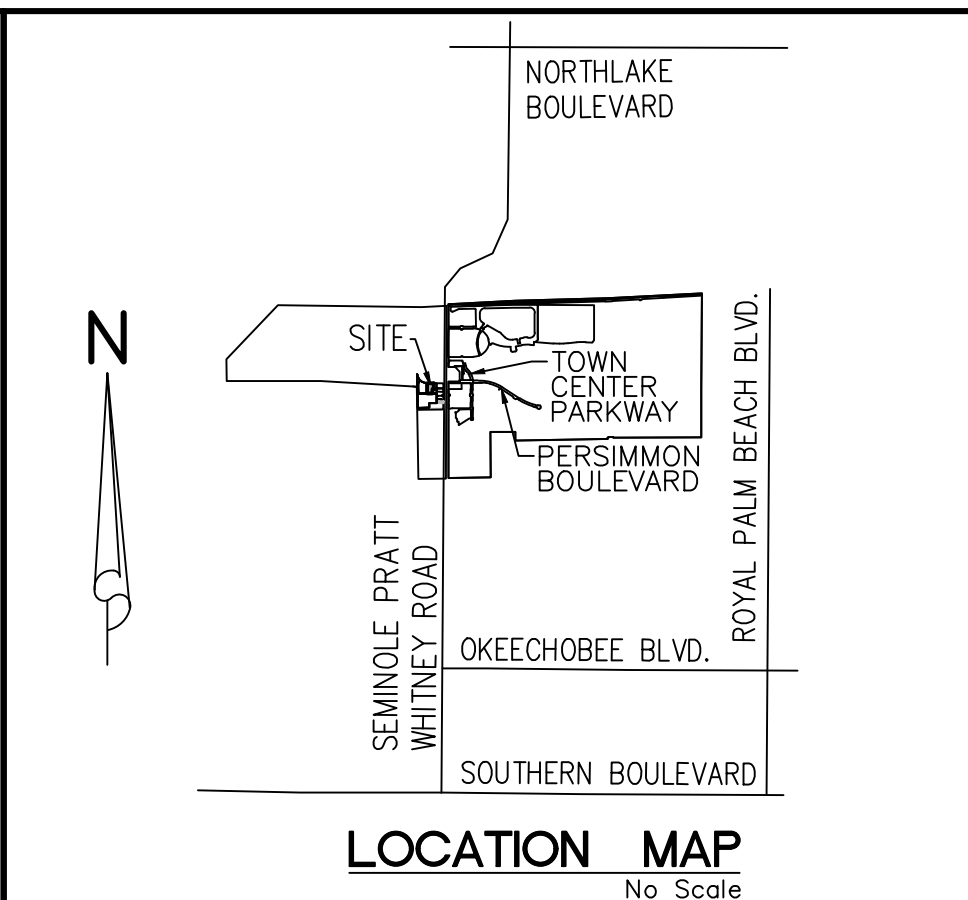 NORTHLAKE
BOULEVARD
N
SITE
TOWN
CENTER
PARKWAY
PERSIMMON
BOULEVARD
ROYAL PALM BEACH BLVD.
SEMINOLE PRATT
WHITNEY ROAD
OKEECHOBEE BLVD.
SOUTHERN BOULEVARD
LOCATION MAP
No Scale